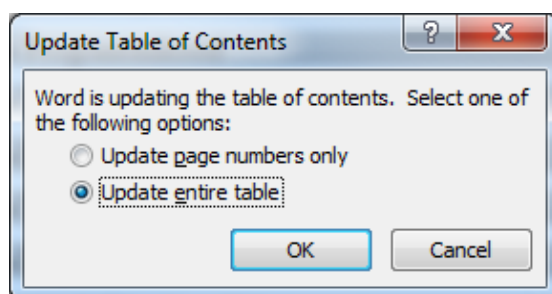 Update Table of Contents
Word is updating the table of contents. Select one of
the following options:
Update page numbers only
Update entire table
OK Cancel